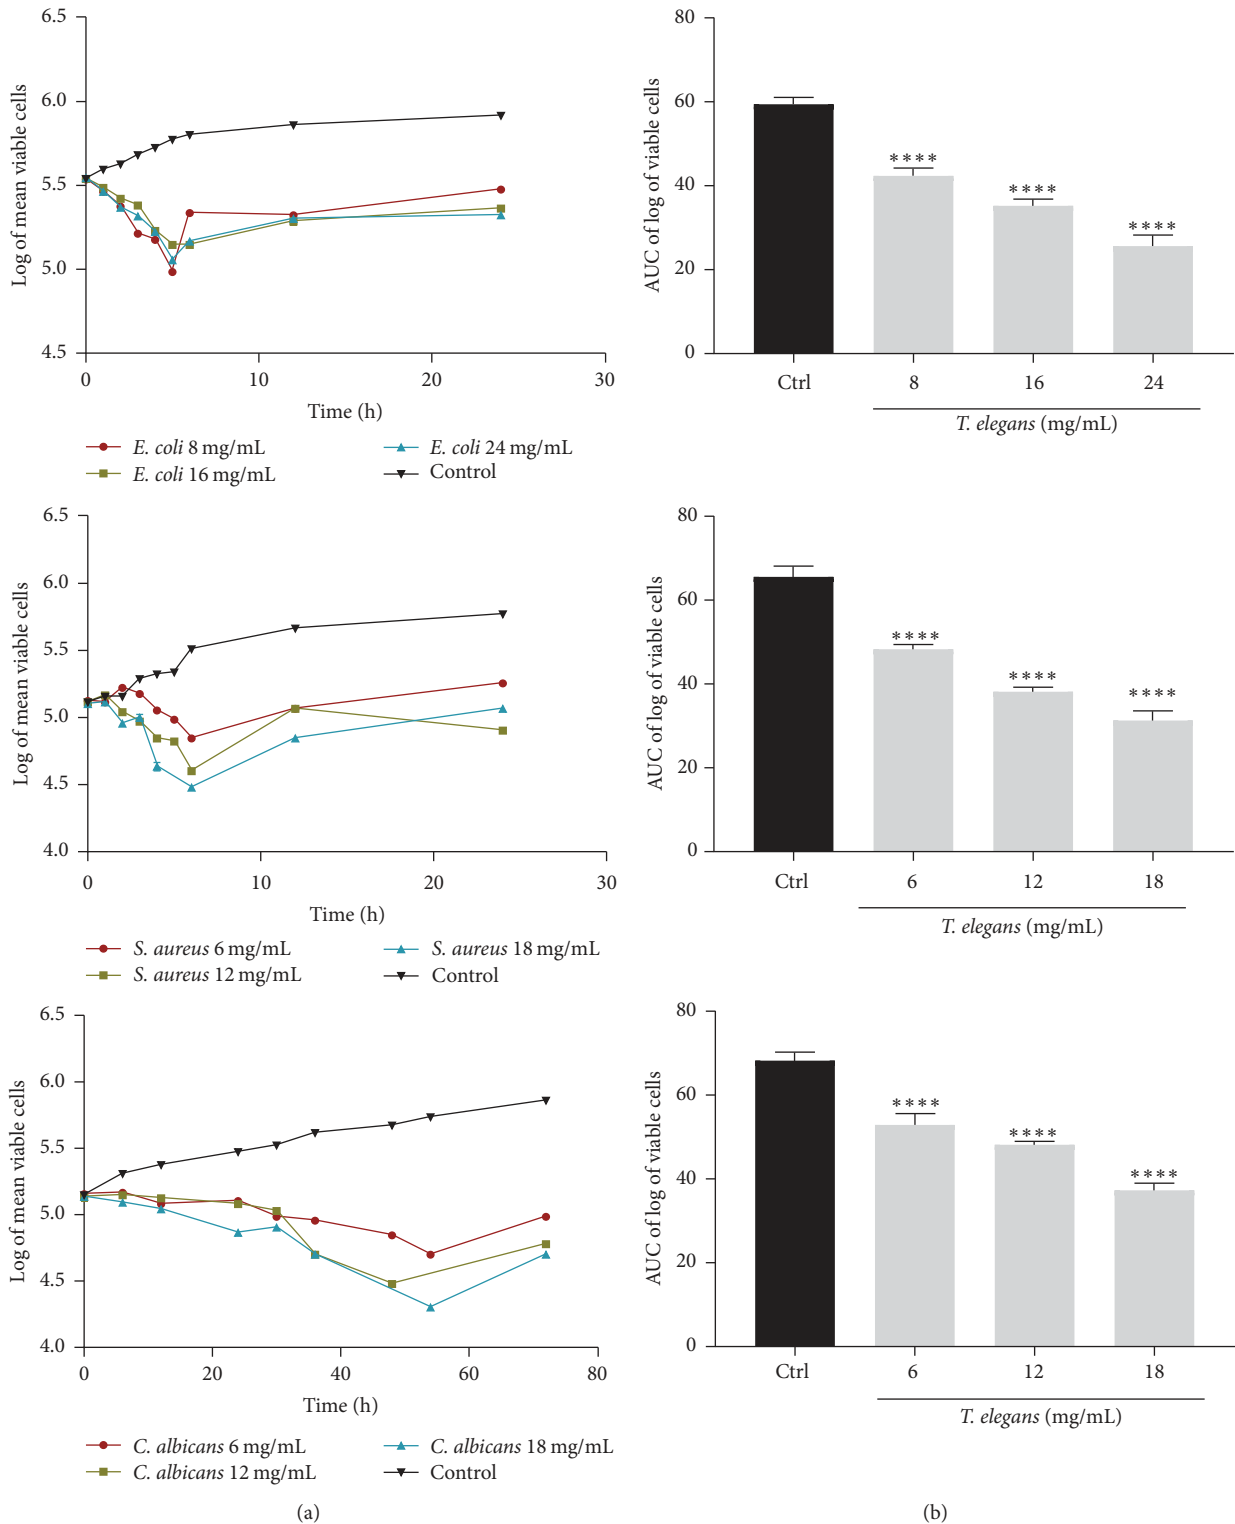 6.5
6.0
5.5
5.0
4.5
Log of mean viable cells
0 10 20 30
Time (h)
E. coli 8 mg/mL
E. coli 16 mg/mL
E. coli 24 mg/mL
Control
80
60
40
20
0
AUC of log of viable cells
****
****
****
Ctrl 8 16 24
T. elegans (mg/mL)
6.5
6.0
5.5
5.0
4.5
4.0
Log of mean viable cells
0 10 20 30
Time (h)
S. aureus 6 mg/mL
S. aureus 12 mg/mL
S. aureus 18 mg/mL
Control
80
60
40
20
0
AUC of log of viable cells
****
****
****
Ctrl 6 12 18
T. elegans (mg/mL)
6.5
6.0
5.5
5.0
4.5
4.0
Log of mean viable cells
0 20 40 60 80
Time (h)
C. albicans 6 mg/mL
C. albicans 12 mg/mL
C. albicans 18 mg/mL
Control
(a)
80
60
40
20
0
AUC of log of viable cells
****
****
****
Ctrl 6 12 18
T. elegans (mg/mL)
(b)